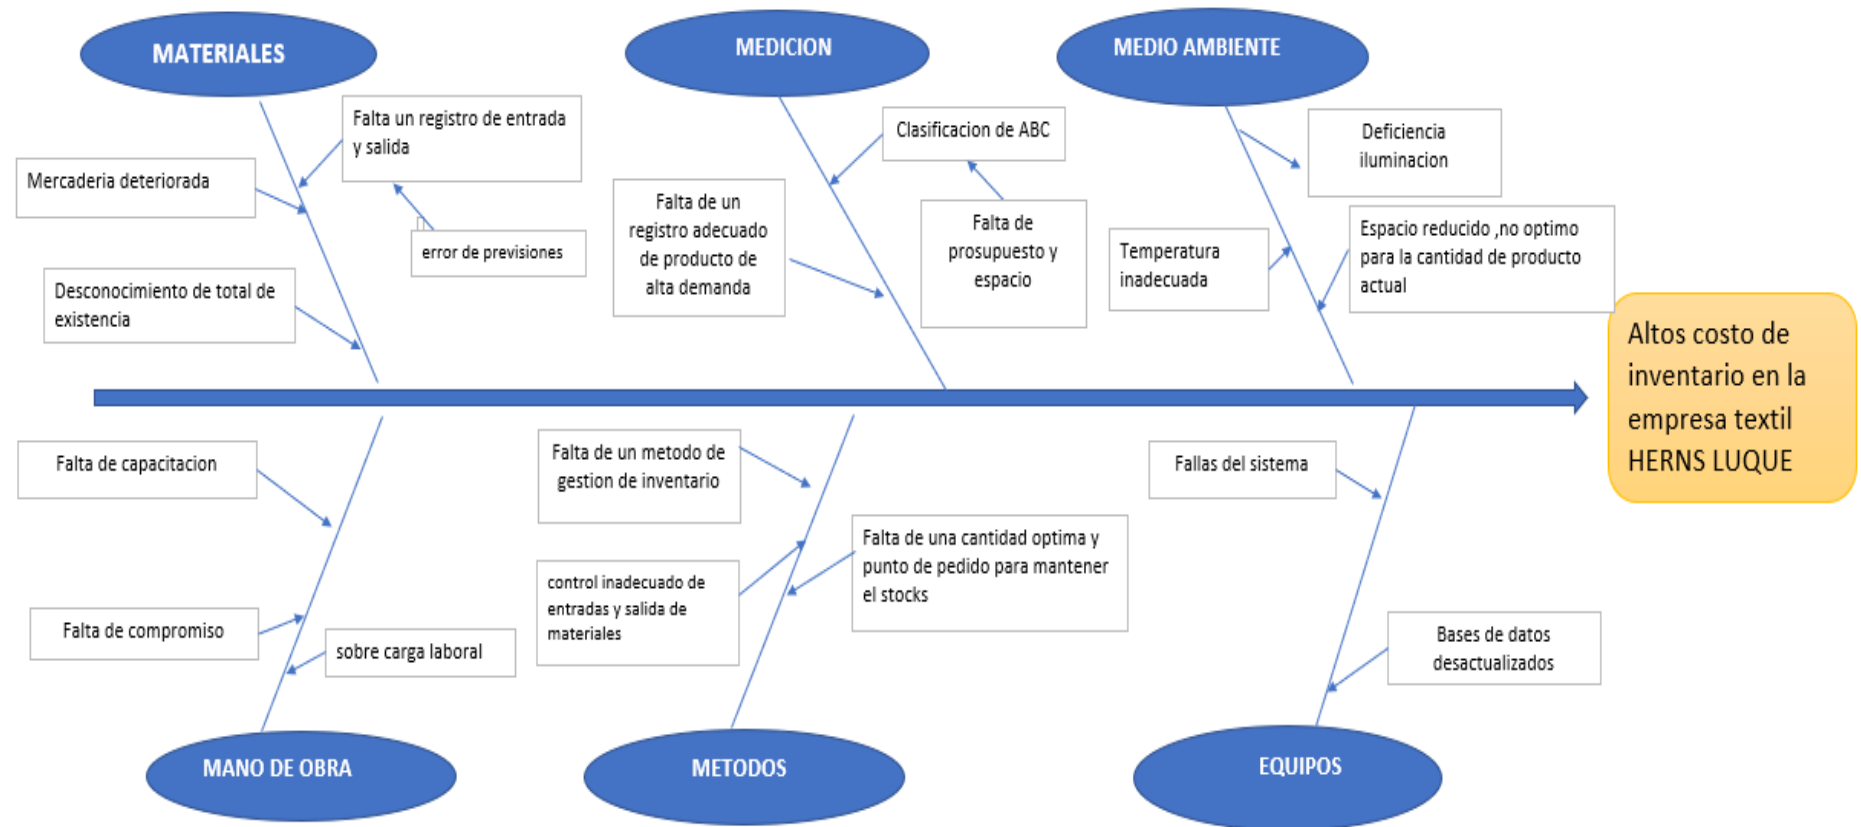 MATERIALES
MEDICION
MEDIO AMBIENTE
Falta un registro de entrada
y salida
Mercaderia deteriorada
error de previsiones
Desconocimiento de total de
existencia
Clasificacion de ABC
Falta de un
registro adecuado
de producto de
alta demanda
Falta de
prosupuesto y
espacio
Deficiencia
iluminacion
Temperatura
inadecuada
Espacio reducido ,no optimo
para la cantidad de producto
actual
Altos costo de
inventario en la
empresa textil
HERNS LUQUE
Falta de capacitacion
Falta de compromiso
sobre carga laboral
Falta de un metodo de
gestion de inventario
control inadecuado de
entradas y salida de
materiales
Falta de una cantidad optima y
punto de pedido para mantener
el stocks
Fallas del sistema
Bases de datos
desactualizados
MANO DE OBRA
METODOS
EQUIPOS